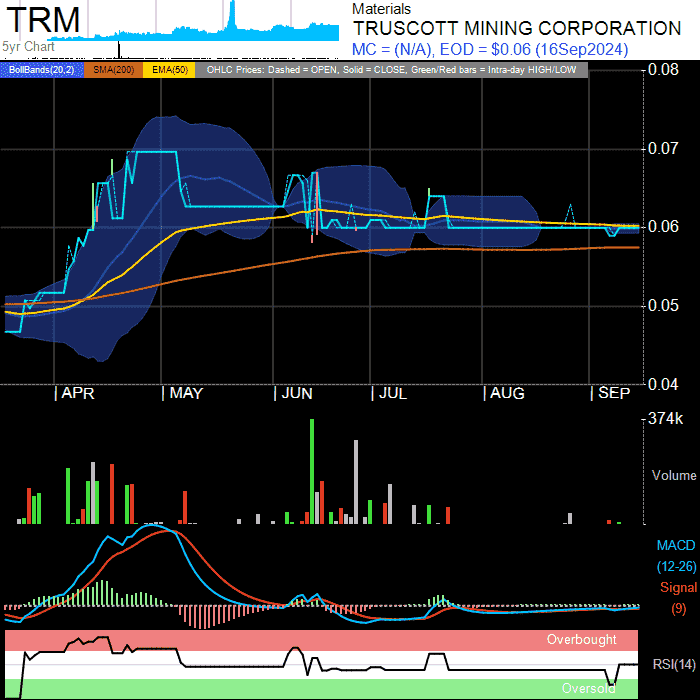 TRM
5yr Chart
Materials
TRUSCOTT MINING CORPORATION
MC = (N/A), EOD = $0.06 (16Sep2024)
BollBands(20,2) SMA(200) EMA(50) OHLC Prices: Dashed = OPEN, Solid = CLOSE, Green/Red bars = Intra-day HIGH/LOW
0.08
0.07
0.06
0.05
0.04
APR MAY JUN JUL AUG SEP
374k
Volume
MACD
(12-26)
Signal
(9)
Overbought
RSI(14)
Oversold